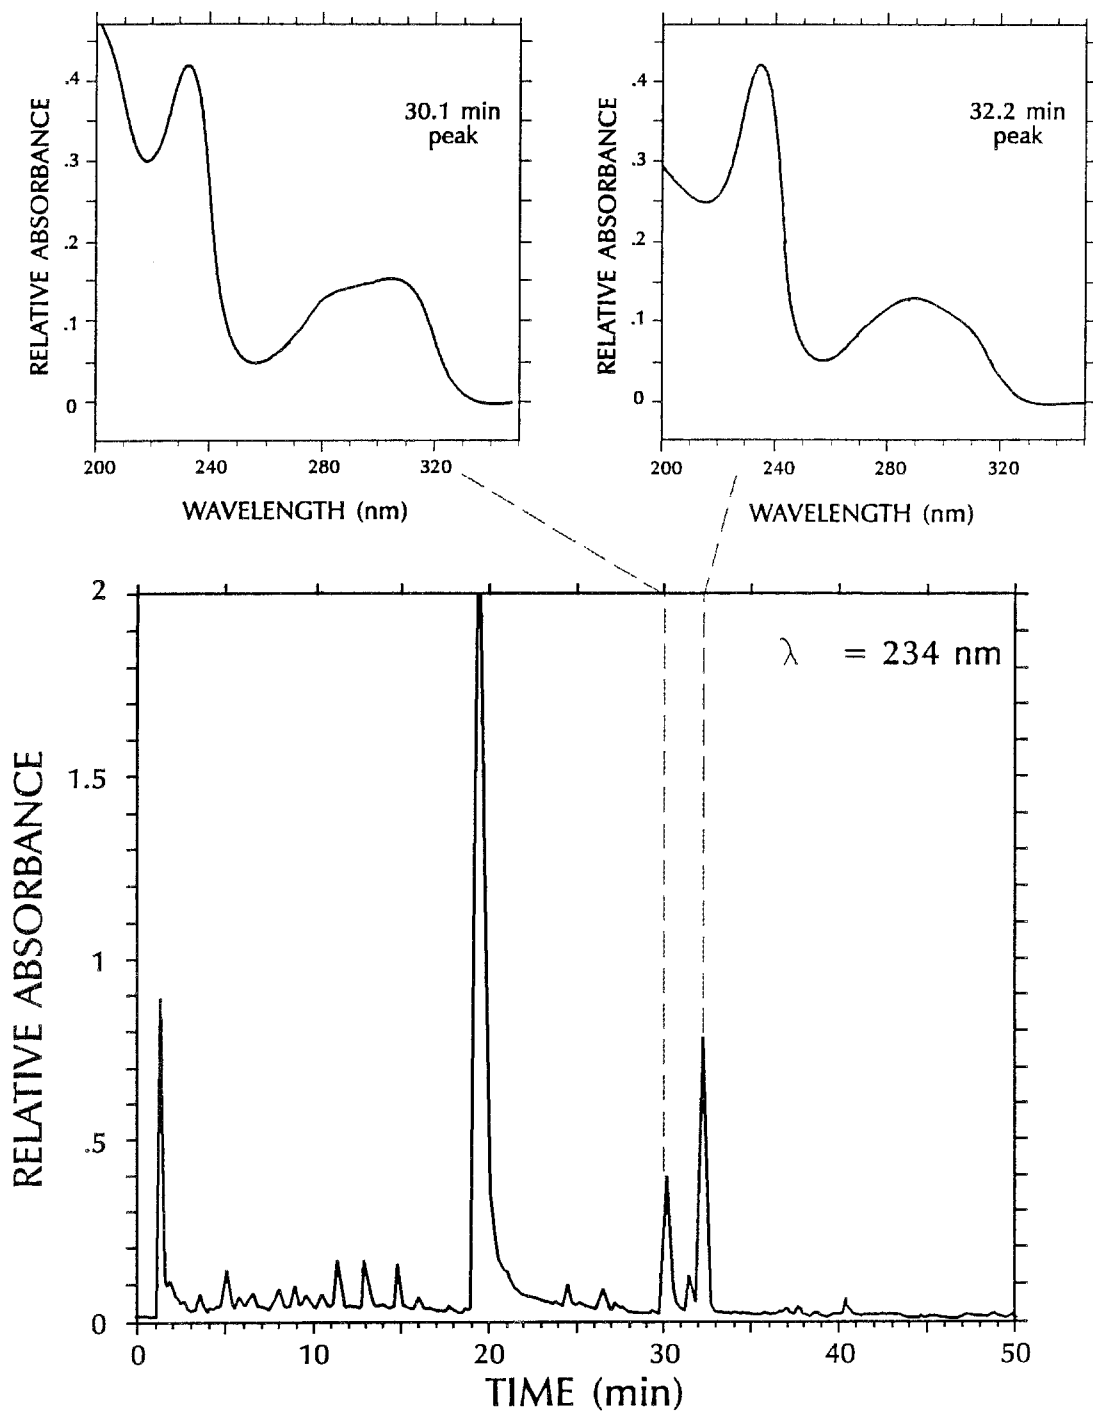 RELATIVE ABSORBANCE
.4
.3
.2
.1
0
30.1 min
peak
200 240 280 320
WAVELENGTH (nm)
RELATIVE ABSORBANCE
.4
.3
.2
.1
0
32.2 min
peak
200 240 280 320
WAVELENGTH (nm)
RELATIVE ABSORBANCE
2
1.5
1
.5
0
λ = 234 nm
0 10 20 30 40 50
TIME (min)